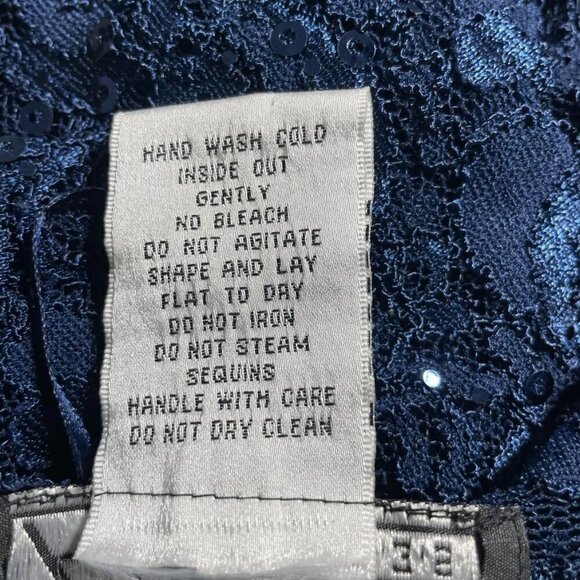 HAND WASH COLD
INSIDE OUT
GENTLY
NO BLEACH
DO NOT AGITATE
SHAPE AND LAY
FLAT TO DRY
DO NOT IRON
DO NOT STEAM
SEQUINS
HANDLE WITH CARE
DO NOT DRY CLEAN